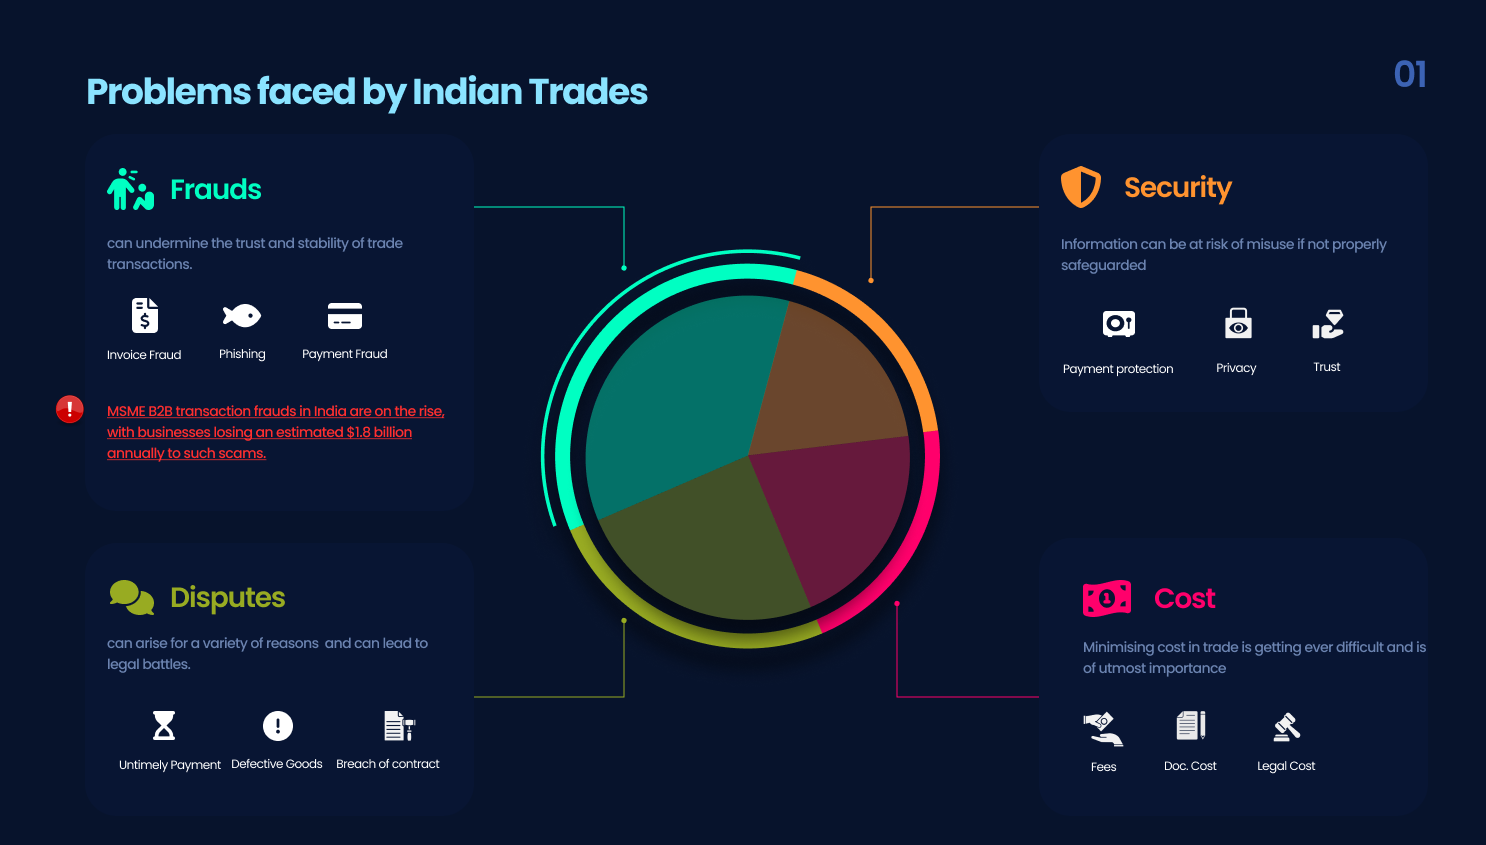 Problems faced by Indian Trades
01
Frauds
can undermine the trust and stability of trade
transactions.
Invoice Fraud
Phishing
Payment Fraud
MSME B2B transaction frauds in India are on the rise,
with businesses losing an estimated $1.8 billion
annually to such scams.
Security
Information can be at risk of misuse if not properly
safeguarded
Payment protection
Privacy
Trust
Disputes
can arise for a variety of reasons  and can lead to
legal battles.
Untimely Payment
Defective Goods
Breach of contract
Cost
Minimising cost in trade is getting ever difficult and is
of utmost importance
Fees
Doc. Cost
Legal Cost